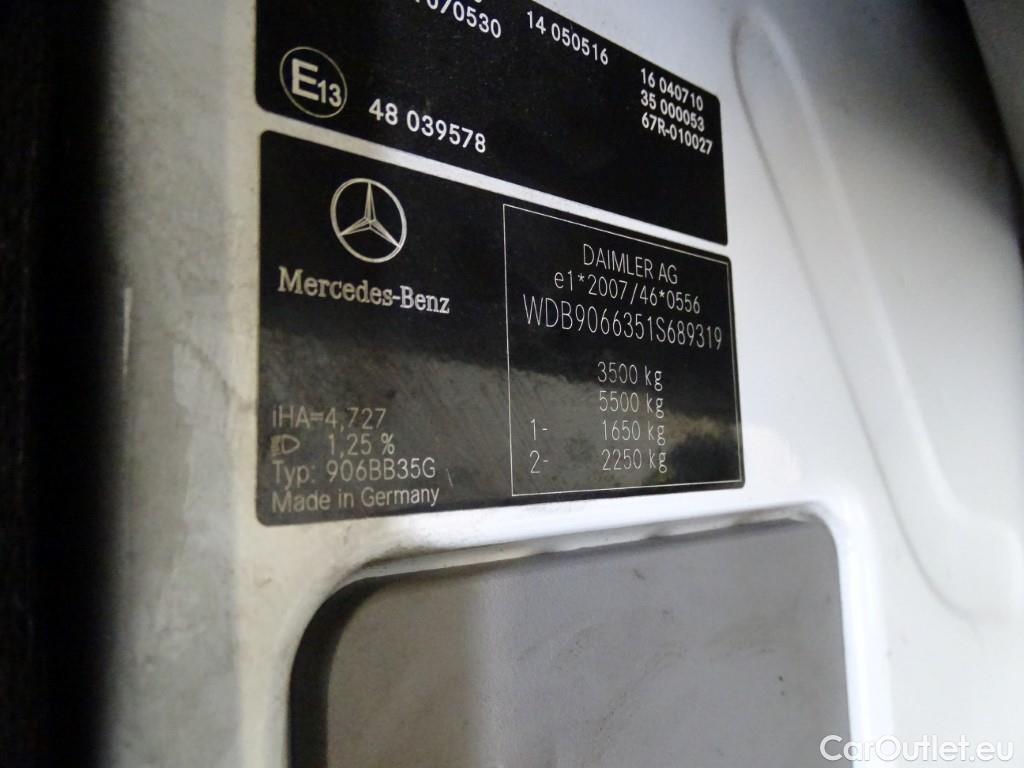 070530
14 050516
16 040710
35 000053
67R-010027
E13
48 039578
Mercedes-Benz
DAIMLER AG
e1*2007/46*0556
WDB9066351S689319
3500 kg
5500 kg
1- 1650 kg
2- 2250 kg
iHA=4,727
1,25 %
Typ: 906BB35G
Made in Germany
CarOutlet.eu